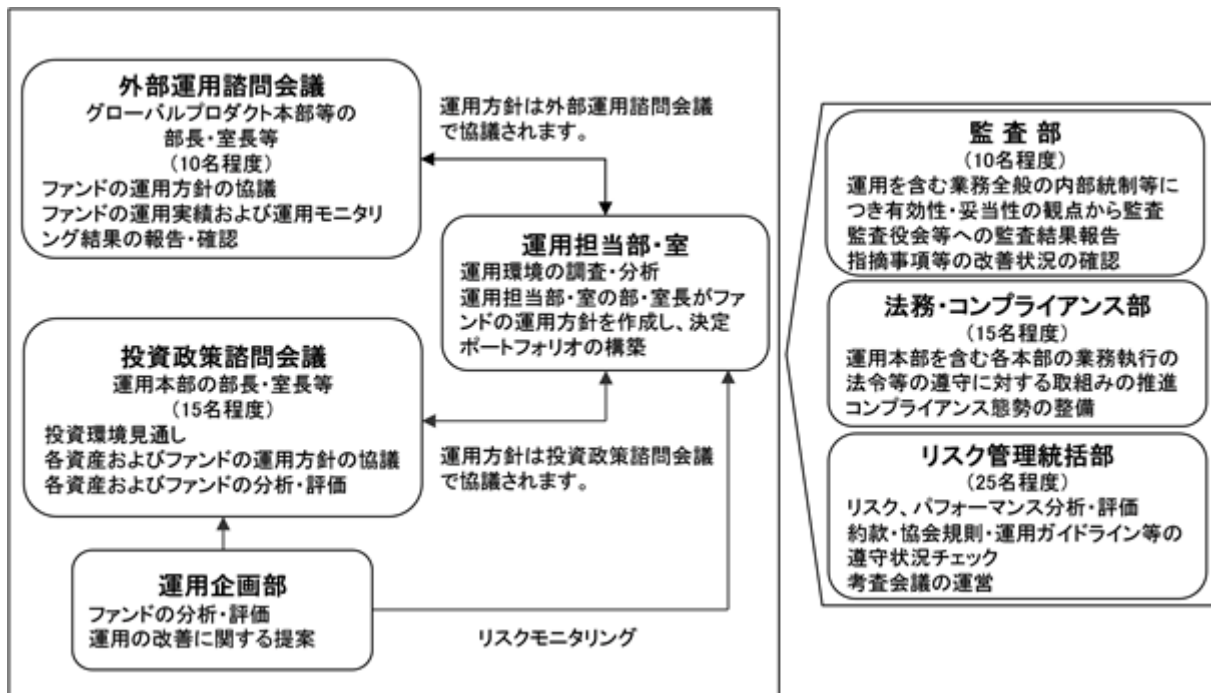 外部運用諮問会議
グローバルプロダクト本部等の
部長・室長等
(10名程度)
ファンドの運用方針の協議
ファンドの運用実績および運用モニタリ
ング結果の報告・確認
運用方針は外部運用諮問会議
で協議されます。
運用担当部・室
運用環境の調査・分析
運用担当部・室の部・室長がファ
ンドの運用方針を作成し、決定
ポートフォリオの構築
投資政策諮問会議
運用本部の部長・室長等
(15名程度)
投資環境見通し
各資産およびファンドの運用方針の協議
各資産およびファンドの分析・評価
運用方針は投資政策諮問会議
で協議されます。
運用企画部
ファンドの分析・評価
運用の改善に関する提案
リスクモニタリング
監査部
(10名程度)
運用を含む業務全般の内部統制等に
つき有効性・妥当性の観点から監査
監査役会等への監査結果報告
指摘事項等の改善状況の確認
法務・コンプライアンス部
(15名程度)
運用本部を含む各本部の業務執行の
法令等の遵守に対する取組みの推進
コンプライアンス態勢の整備
リスク管理統括部
(25名程度)
リスク、パフォーマンス分析・評価
約款・協会規則・運用ガイドライン等の
遵守状況チェック
考査会議の運営